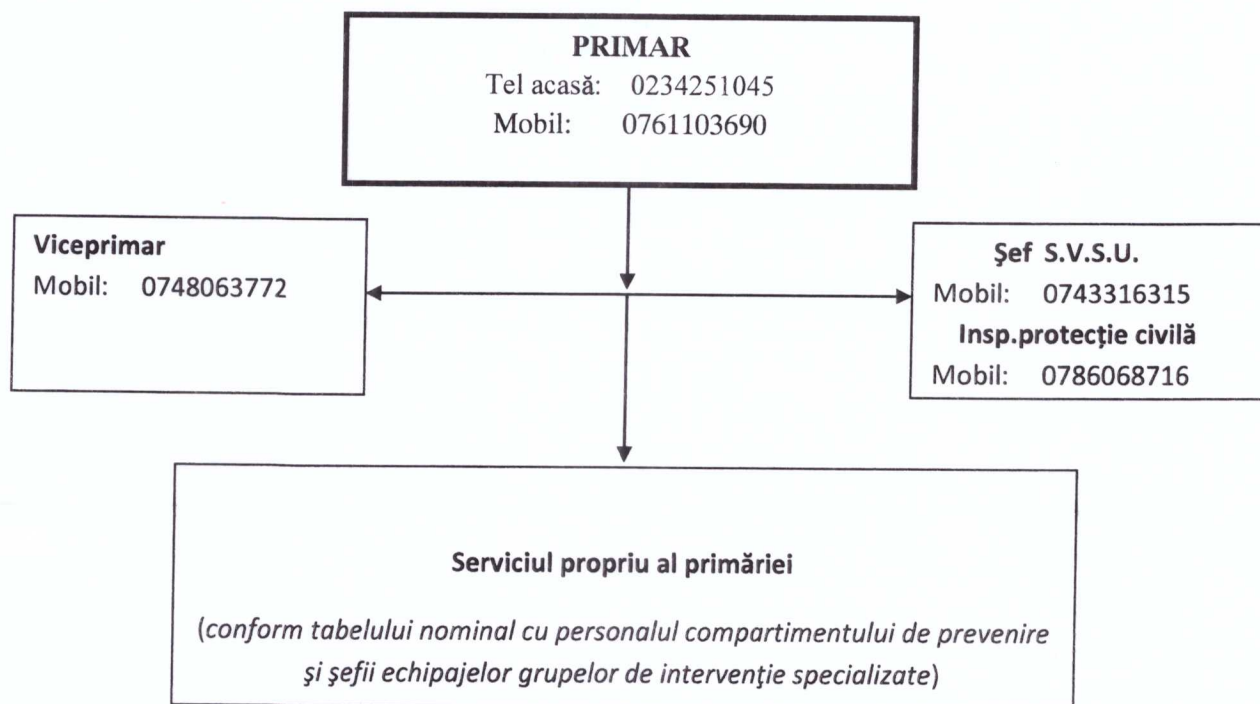 PRIMAR
Tel acasă: 0234251045
Mobil: 0761103690
Viceprimar
Mobil: 0748063772
Şef S.V.S.U.
Mobil: 0743316315
Insp.protecție civilă
Mobil: 0786068716
Serviciul propriu al primăriei
(conform tabelului nominal cu personalul compartimentului de prevenire
şi şefii echipajelor grupelor de intervenţie specializate)